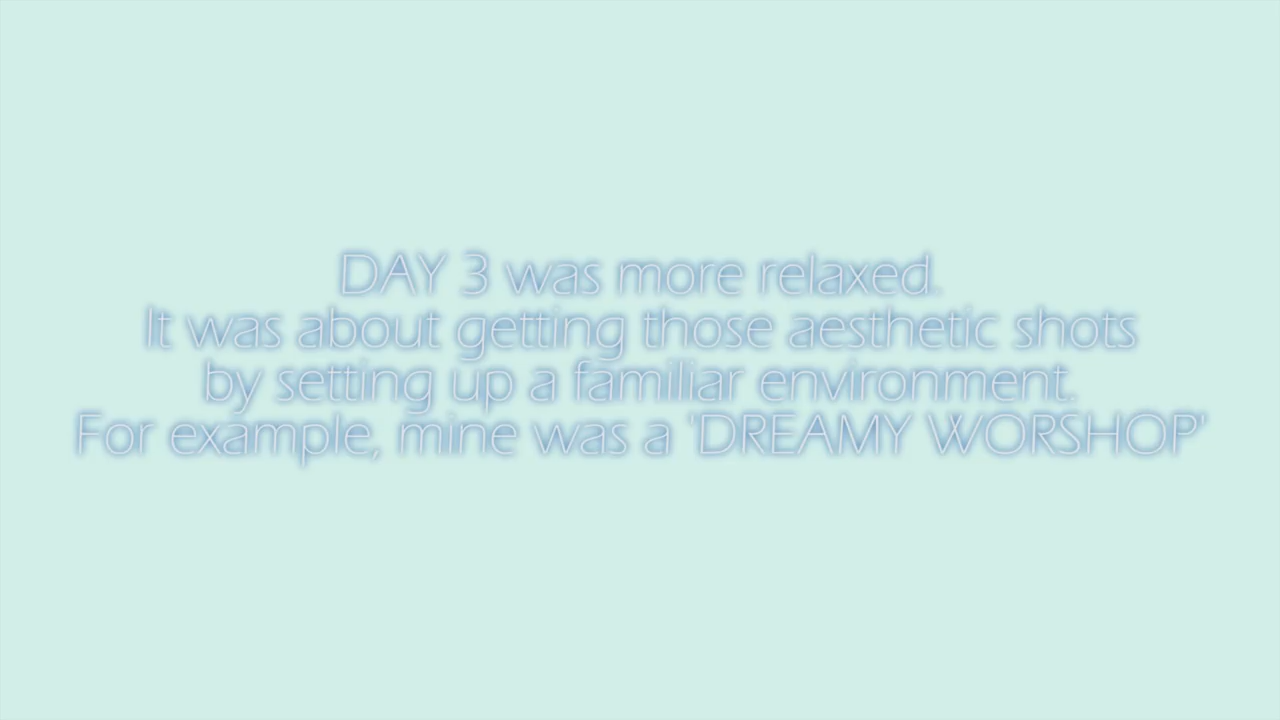 DAY 3 was more relaxed.
It was about getting those aesthetic shots
by setting up a familiar environment.
For example, mine was a 'DREAMY WORSHOP'